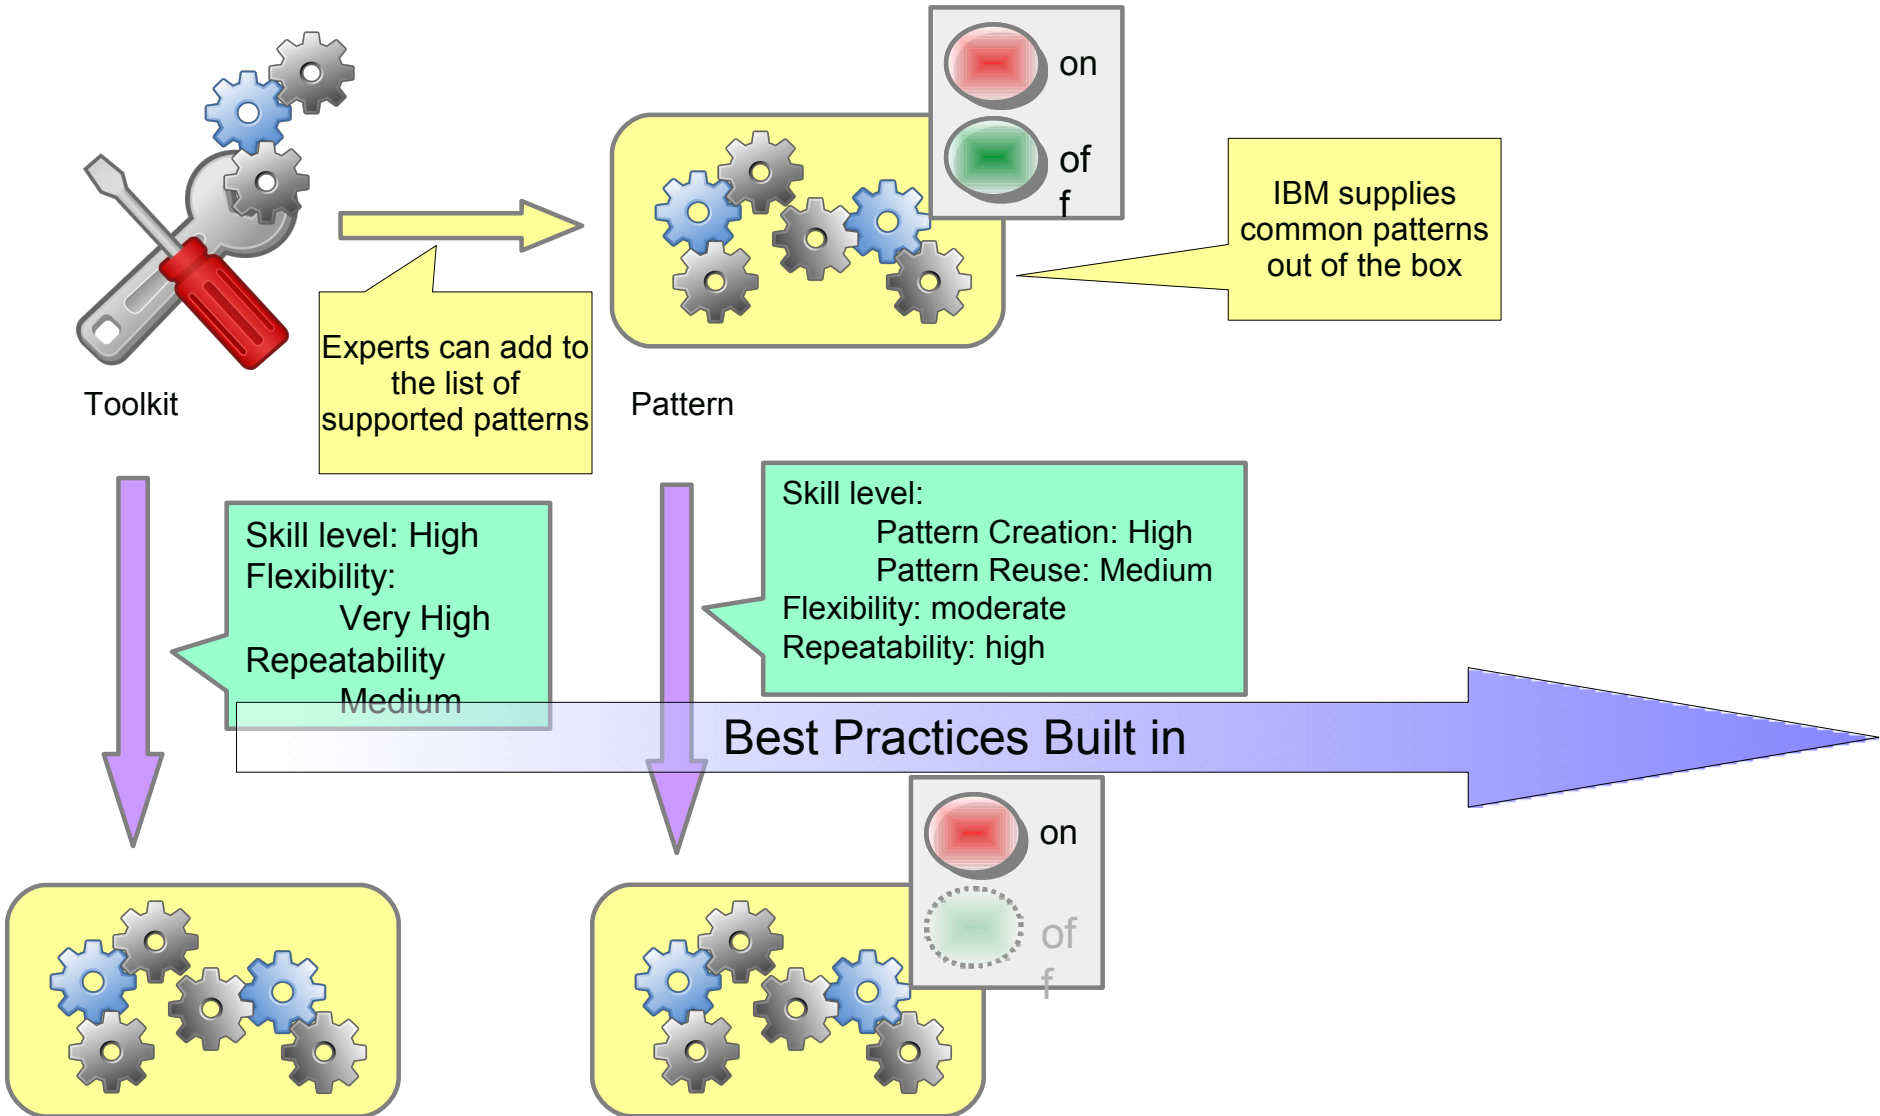 on
of
f
IBM supplies
common patterns
out of the box
Experts can add to
the list of
supported patterns
Toolkit
Pattern
Skill level: High
Flexibility:
Very High
Repeatability
Medium
Skill level:
Pattern Creation: High
Pattern Reuse: Medium
Flexibility: moderate
Repeatability: high
Best Practices Built in
on
of
f